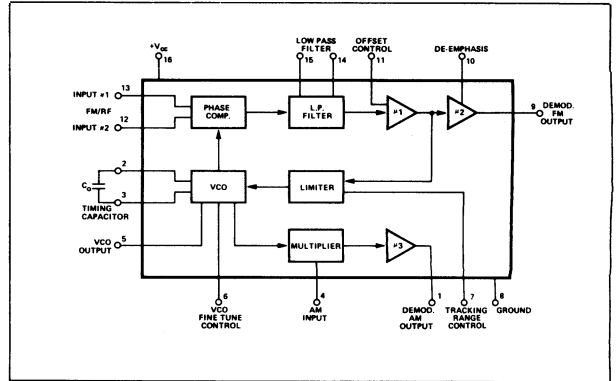 +VCC
16
LOW PASS
FILTER
15
14
OFFSET
CONTROL
11
DE-EMPHASIS
10
INPUT #1
13
FM/RF
INPUT #2
12
PHASE
COMP.
L.P.
FILTER
μ1
μ2
9
DEMOD.
FM
OUTPUT
2
Co
3
TIMING
CAPACITOR
VCO
LIMITER
VCO
OUTPUT
5
MULTIPLIER
μ3
6
VCO
FINE TUNE
CONTROL
4
AM
INPUT
1
DEMOD.
AM
OUTPUT
7
TRACKING
RANGE
CONTROL
8
GROUND